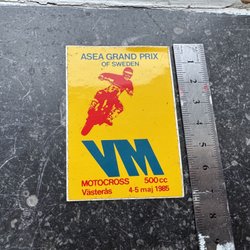 ASEA GRAND PRIX
OF SWEDEN
VM
MOTOCROSS 500cc
Västerås 4-5 maj 1985